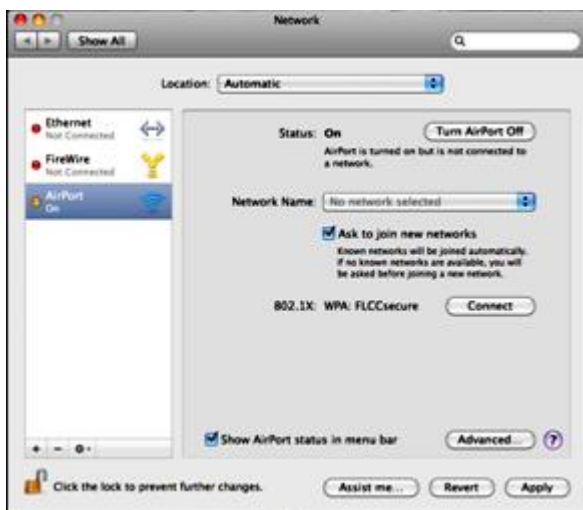 Network
Show All
Location: Automatic
Ethernet
Not Connected
FireWire
Not Connected
AirPort
On
Status: On
Turn AirPort Off
AirPort is turned on but is not connected to
a network.
Network Name: No network selected
Ask to join new networks
Known networks will be joined automatically.
If no known networks are available, you will
be asked before joining a new network.
802.1X: WPA: FLCCsecure
Connect
Show AirPort status in menu bar
Advanced...
?
Click the lock to prevent further changes.
Assist me...
Revert
Apply